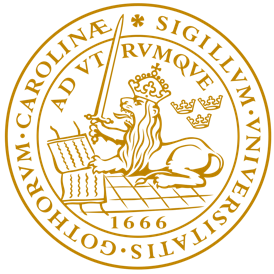 SIGILLVM · VNIVERSITATIS · GOTHORVM · CAROLINÆ
AD VTRVMQVE
1666